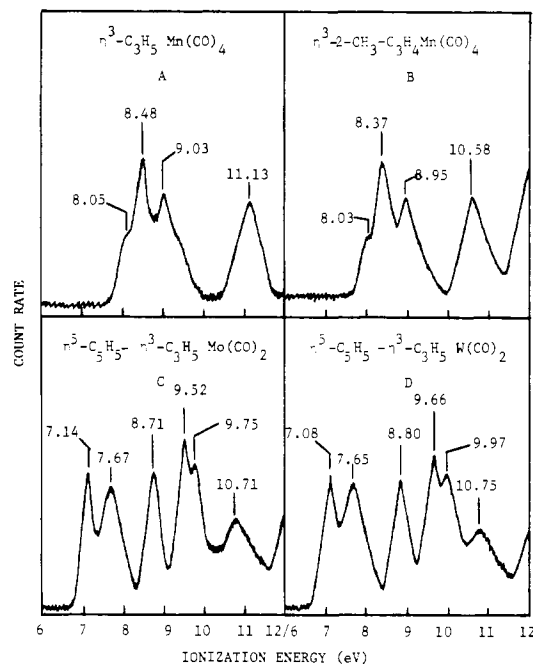 η³-C₃H₅ Mn(CO)₄
A
8.48
9.03
8.05
11.13
η³-2-CH₃-C₃H₄Mn(CO)₄
B
8.37
10.58
8.95
8.03
COUNT RATE
η⁵-C₅H₅- η³-C₃H₅ Mo(CO)₂
C
9.52
7.14
8.71
9.75
7.67
10.71
η⁵-C₅H₅ -η³-C₃H₅ W(CO)₂
D
9.66
7.08
8.80
9.97
7.65
10.75
6 7 8 9 10 11 12/6 7 8 9 10 11 12
IONIZATION ENERGY (eV)